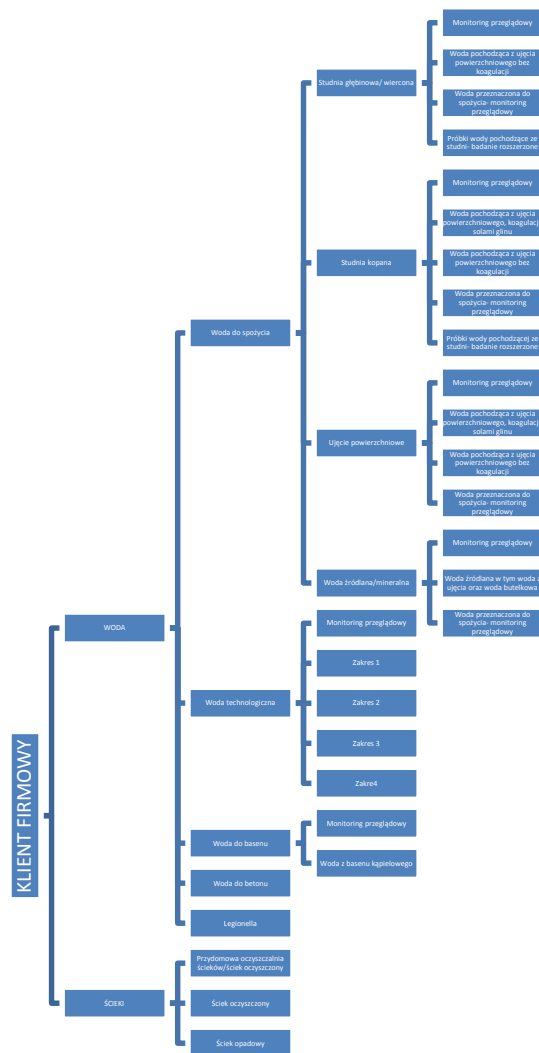 KLIENT FIRMOWY
WODA
Woda do spożycia
Studnia głębinowa/ wiercona
Monitoring przeglądowy
Woda pochodząca z ujęcia
powierzchniowego bez
koagulacji
Woda przeznaczona do
spożycia- monitoring
przeglądowy
Próbki wody pochodzące ze
studni- badanie rozszerzone
Studnia kopana
Monitoring przeglądowy
Woda pochodząca z ujęcia
powierzchniowego, koagulacja
solami glinu
Woda pochodząca z ujęcia
powierzchniowego bez
koagulacji
Woda przeznaczona do
spożycia- monitoring
przeglądowy
Próbki wody pochodzącej ze
studni- badanie rozszerzone
Ujęcie powierzchniowe
Monitoring przeglądowy
Woda pochodząca z ujęcia
powierzchniowego, koagulacja
solami glinu
Woda pochodząca z ujęcia
powierzchniowego bez
koagulacji
Woda przeznaczona do
spożycia- monitoring
przeglądowy
Woda źródlana/mineralna
Monitoring przeglądowy
Woda źródlana w tym woda z
ujęcia oraz woda butelkowa
Woda przeznaczona do
spożycia- monitoring
przeglądowy
Woda technologiczna
Monitoring przeglądowy
Zakres 1
Zakres 2
Zakres 3
Zakre4
Woda do basenu
Monitoring przeglądowy
Woda z basenu kąpielowego
Woda do betonu
Legionella
ŚCIEKI
Przydomowa oczyszczalnia
ścieków/ściek oczyszczony
Ściek oczyszczony
Ściek opadowy